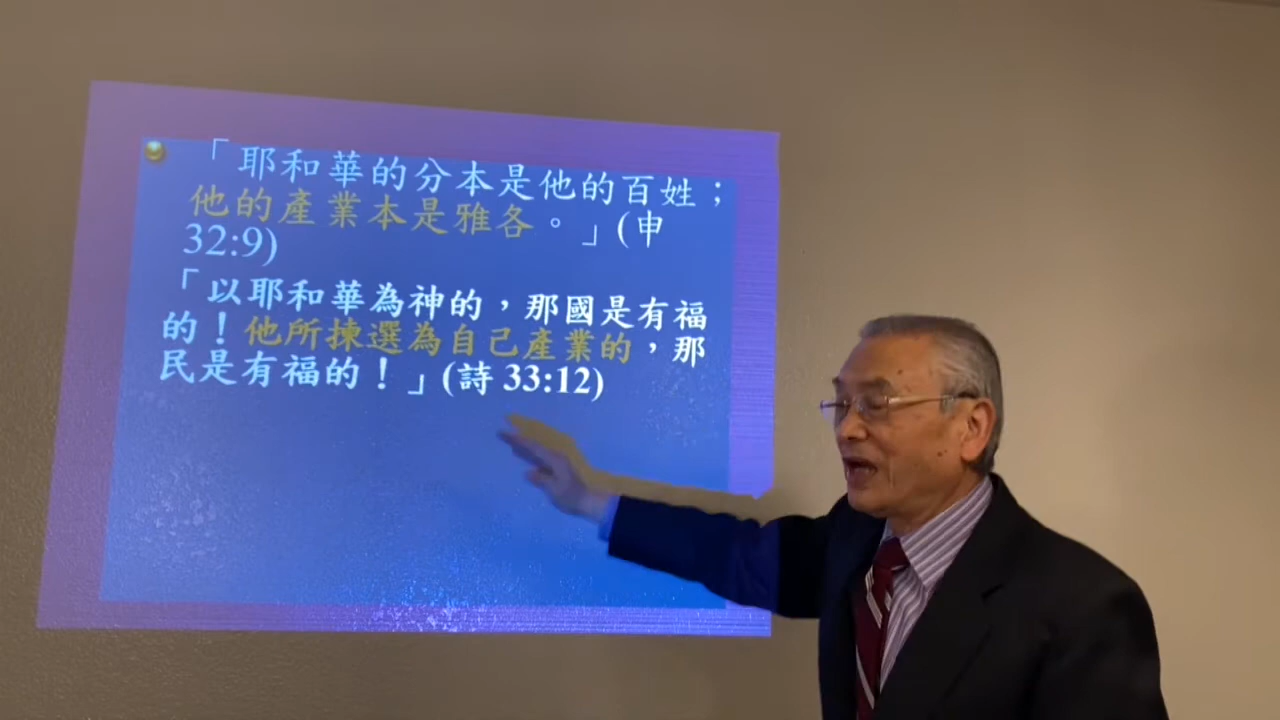 「耶和華的分本是他的百姓；
他的產業本是雅各。」(申
32:9)
「以耶和華為神的，那國是有福
的！他所揀選為自己產業的，那
民是有福的！」(詩 33:12)